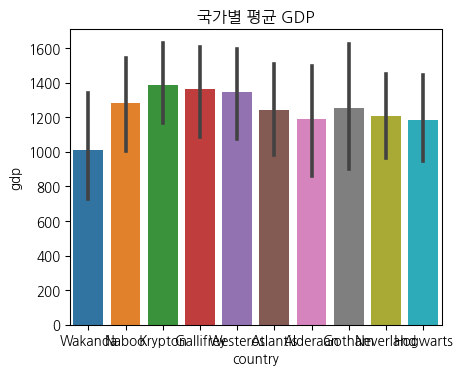 국가별 평균 GDP
1600
1400
1200
1000
800
600
400
200
0
gdp
Wakanda Naboo Krypton Gallifrey Westeros Atlantis Alderaan Gotham Neverland Hogwarts
country